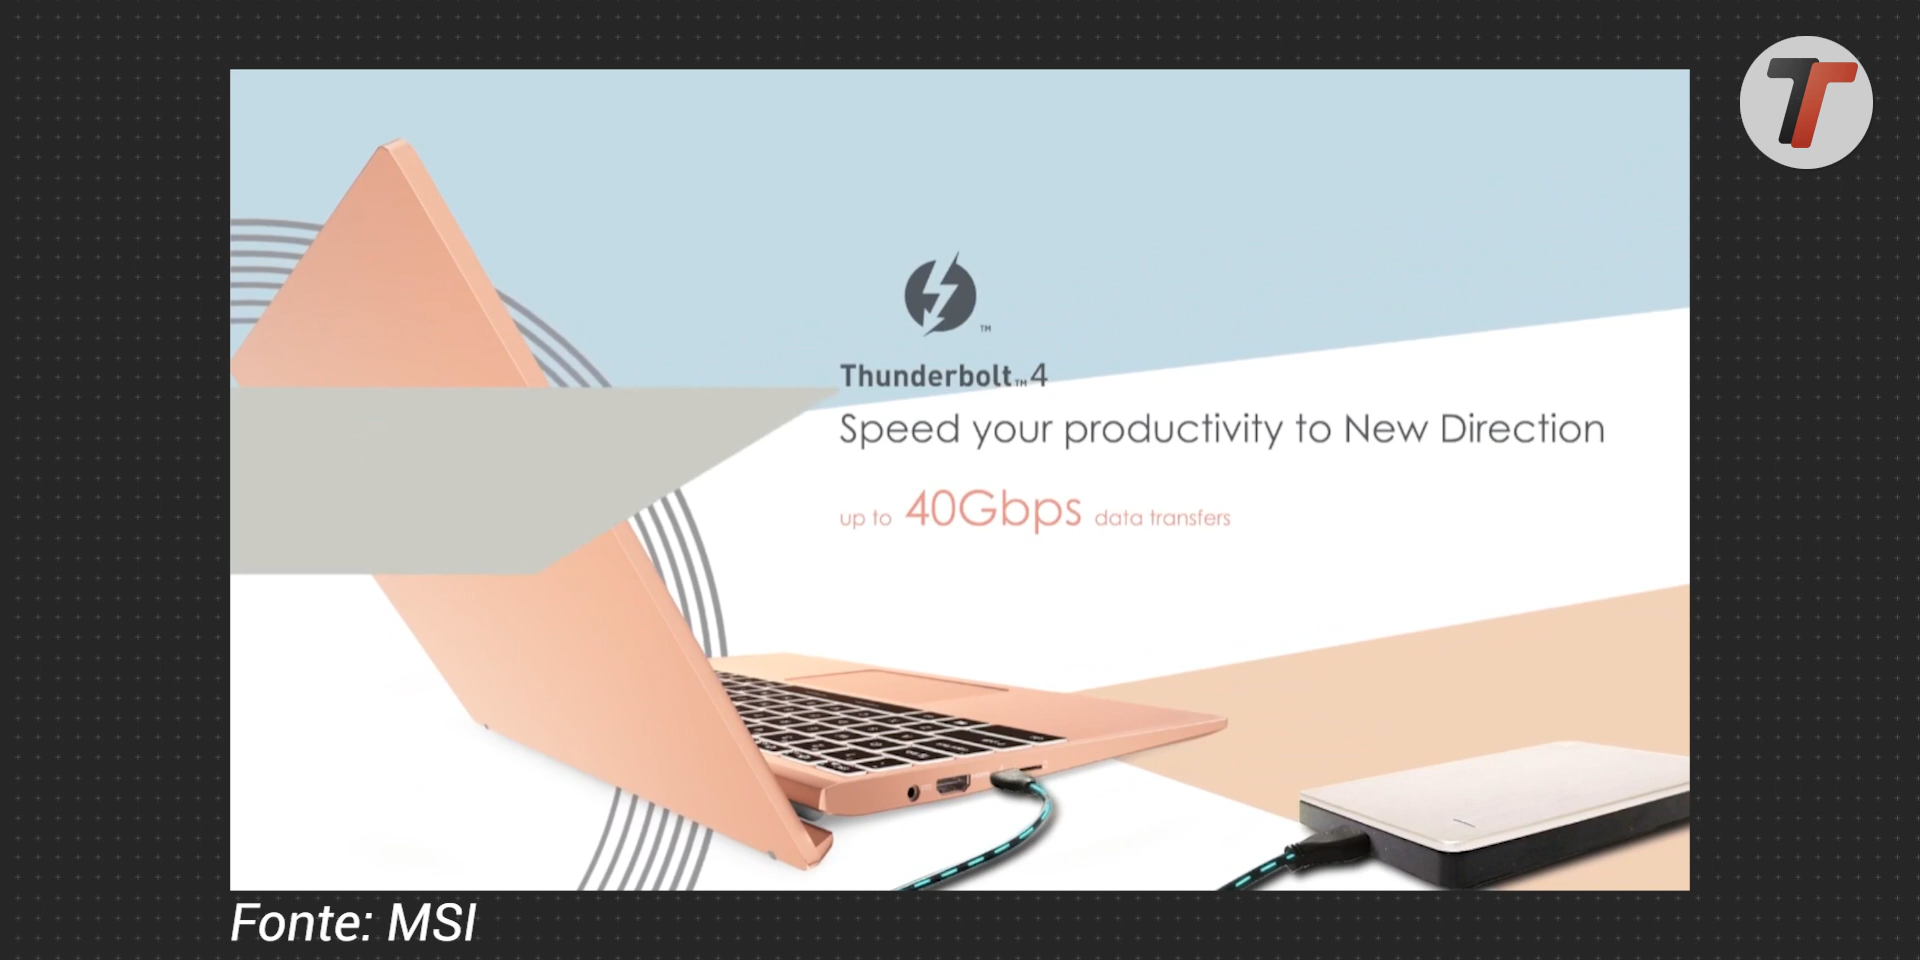 Thunderbolt™ 4
Speed your productivity to New Direction
up to 40Gbps data transfers
Fonte: MSI